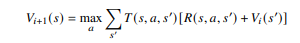 V_{i+1}(s) = max_a ∑_{s'} T(s, a, s')[R(s, a, s') + V_i(s')]